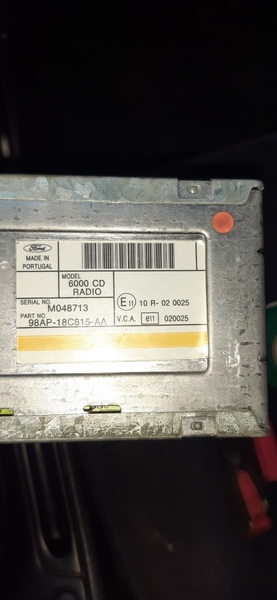 Ford
MADE IN
PORTUGAL
MODEL
6000 CD
RADIO
SERIAL NO.
M048713
PART NO.
98AP-18C815-AA
E11 10 R- 02 0025
V.C.A. e11 020025